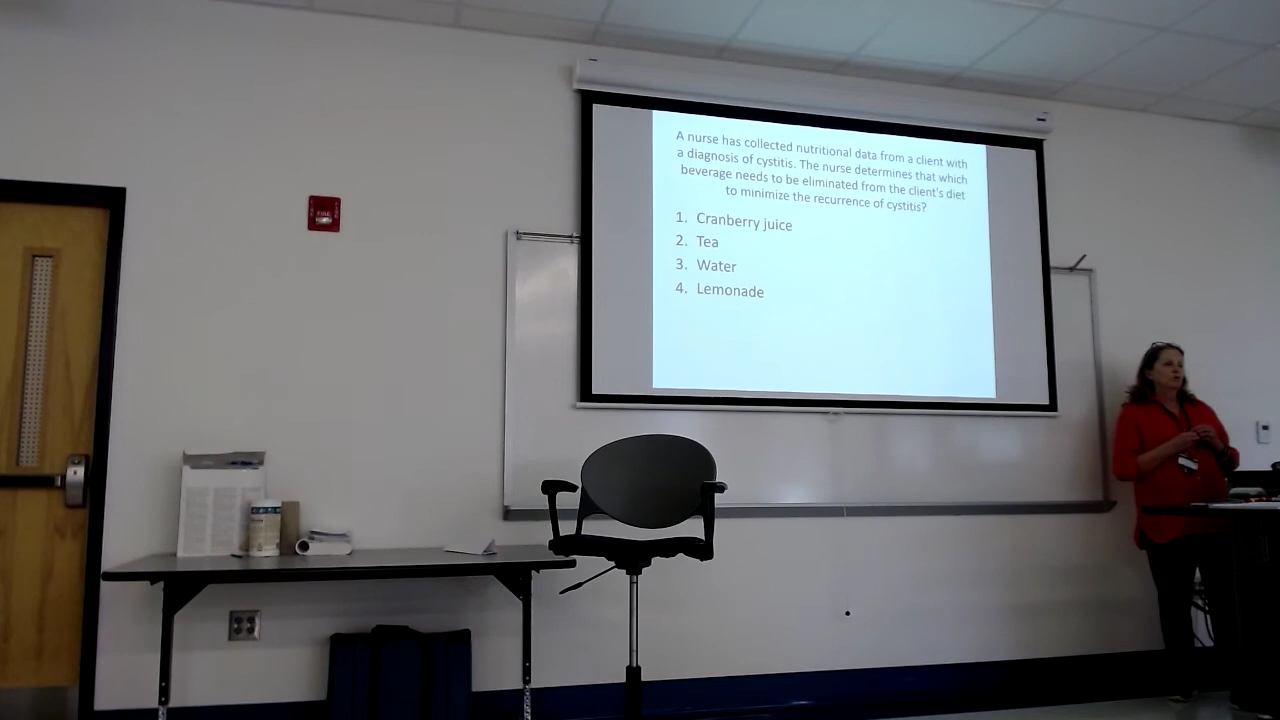 A nurse has collected nutritional data from a client with
a diagnosis of cystitis. The nurse determines that which
beverage needs to be eliminated from the client's diet
to minimize the recurrence of cystitis?
1. Cranberry juice
2. Tea
3. Water
4. Lemonade
FIRE